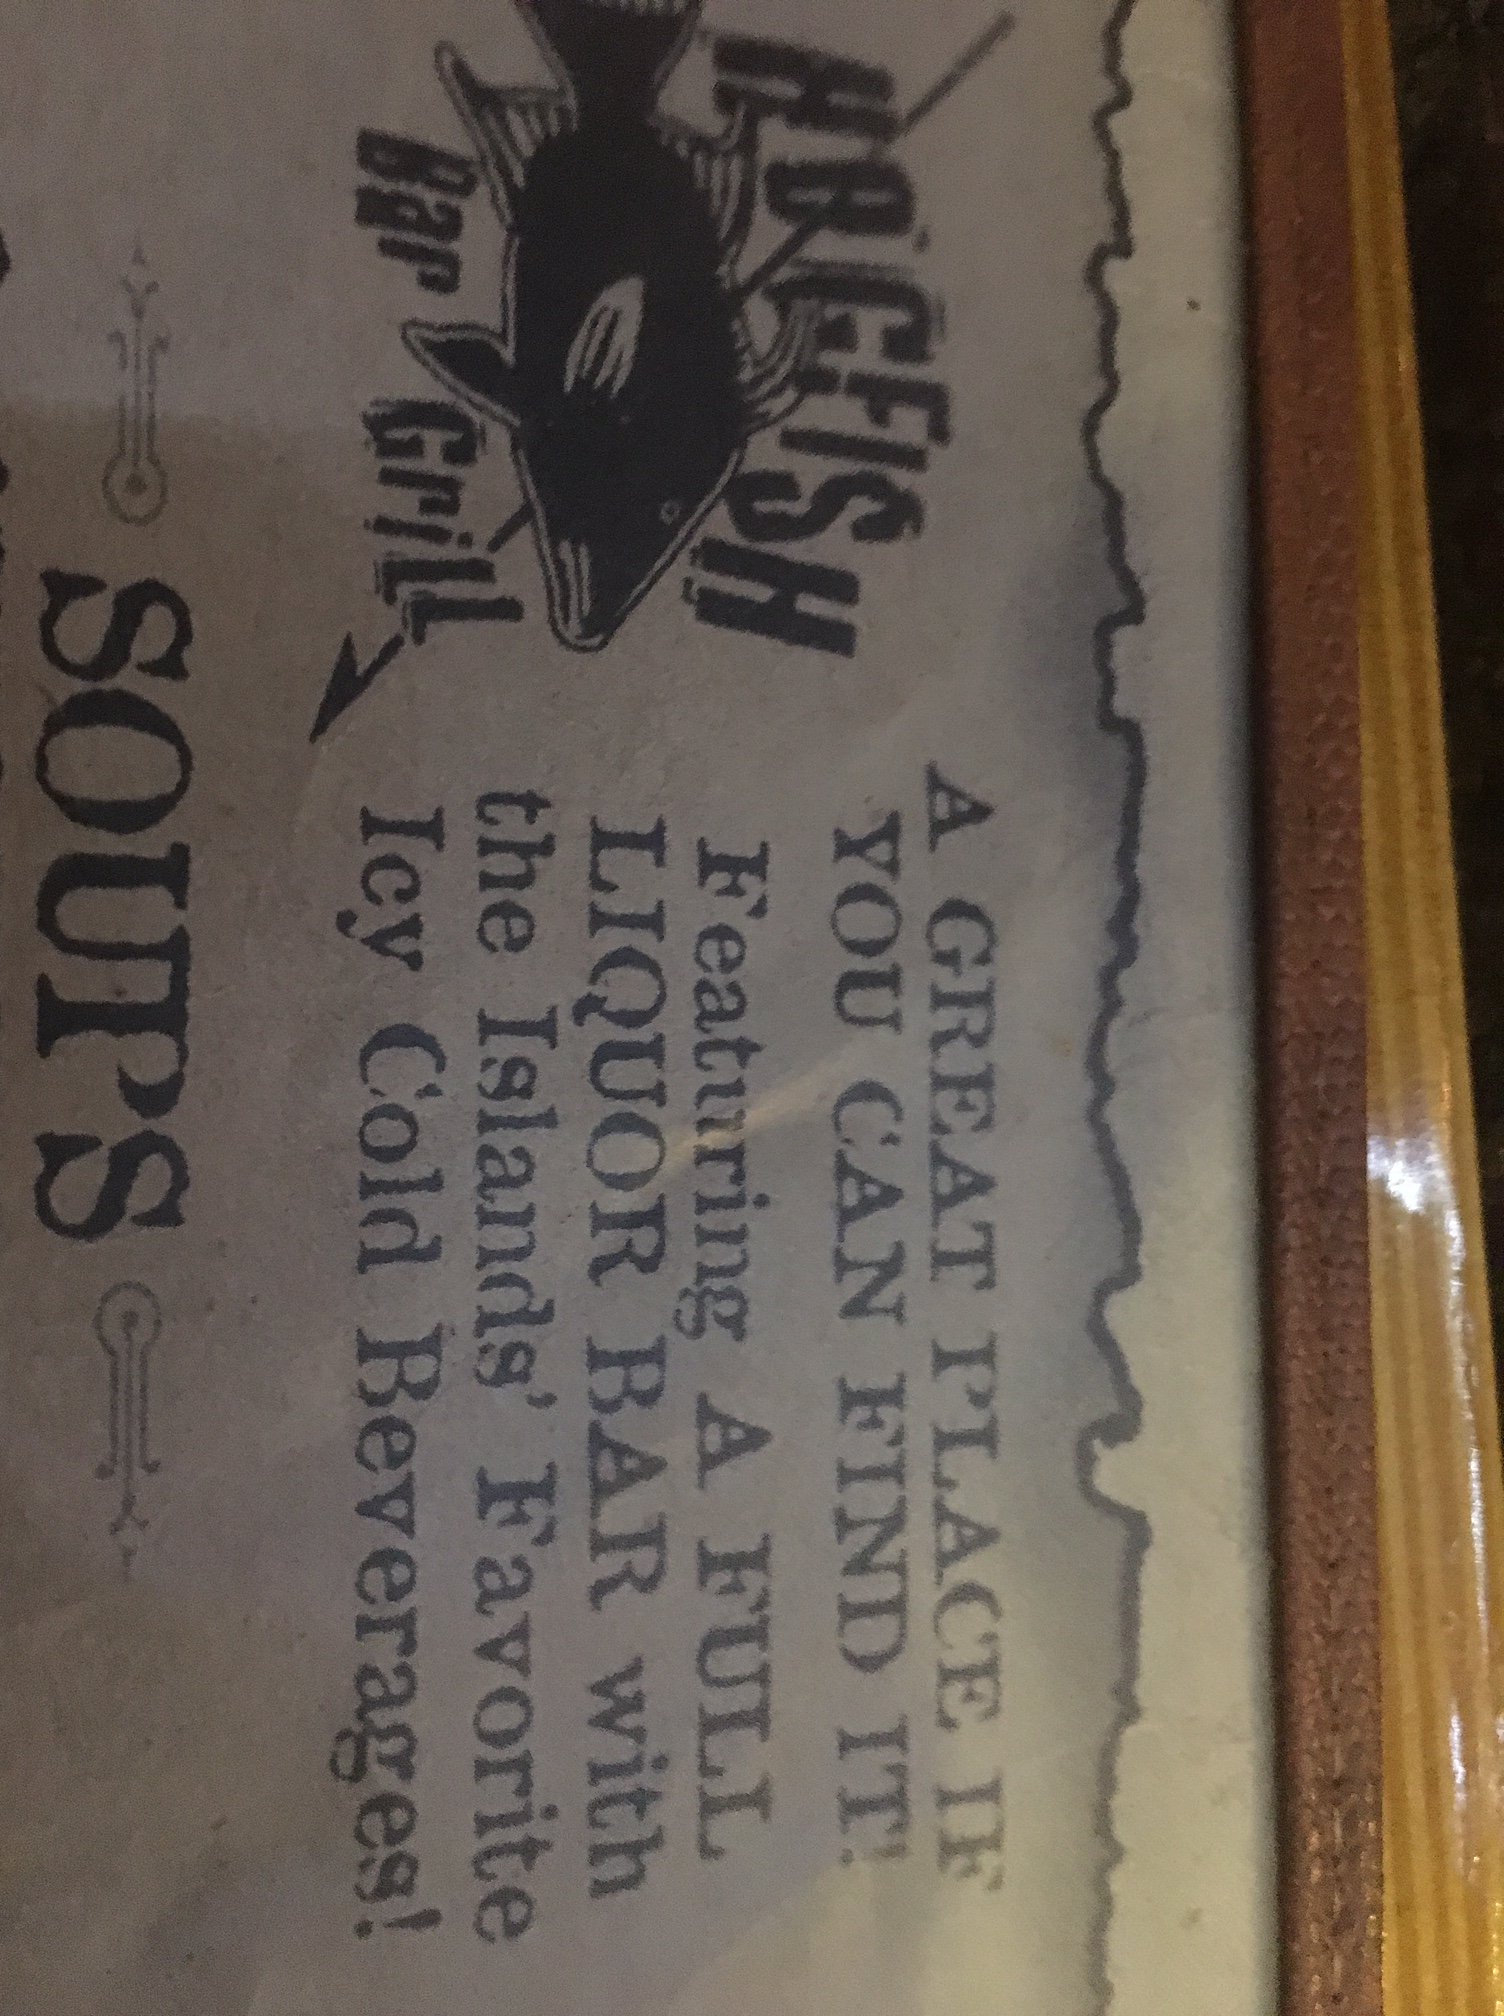 HOGFISH
Bar Grill
A GREAT PLACE IF
YOU CAN FIND IT!
Featuring A FULL
LIQUOR BAR with
the Islands' Favorite
Icy Cold Beverages!
SOUPS